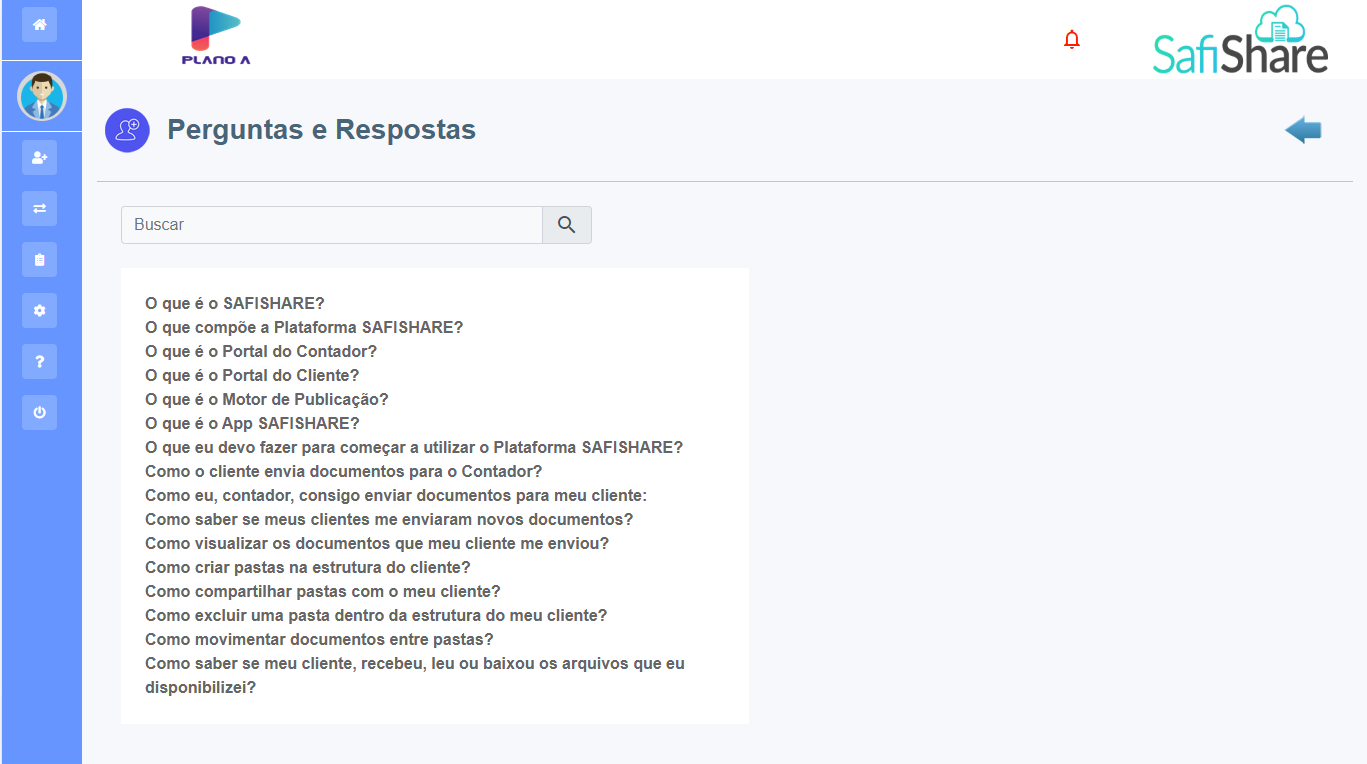 PLANO A
SafiShare
Perguntas e Respostas
Buscar
O que é o SAFISHARE?
O que compõe a Plataforma SAFISHARE?
O que é o Portal do Contador?
O que é o Portal do Cliente?
O que é o Motor de Publicação?
O que é o App SAFISHARE?
O que eu devo fazer para começar a utilizar o Plataforma SAFISHARE?
Como o cliente envia documentos para o Contador?
Como eu, contador, consigo enviar documentos para meu cliente:
Como saber se meus clientes me enviaram novos documentos?
Como visualizar os documentos que meu cliente me enviou?
Como criar pastas na estrutura do cliente?
Como compartilhar pastas com o meu cliente?
Como excluir uma pasta dentro da estrutura do meu cliente?
Como movimentar documentos entre pastas?
Como saber se meu cliente, recebeu, leu ou baixou os arquivos que eu
disponibilizei?